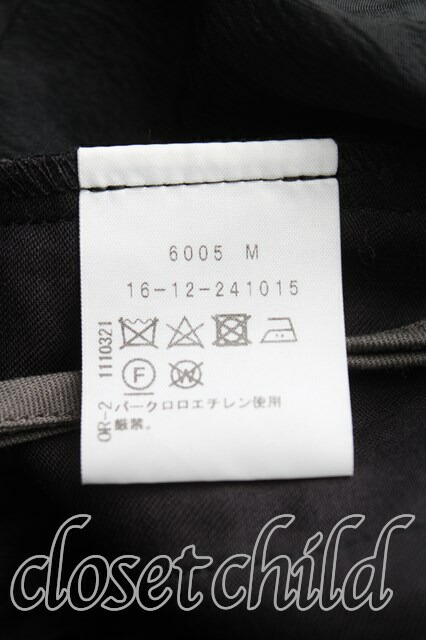 6005 M
16-12-241015
F
W
パークロロエチレン使用
厳禁。
OR-2 1110321
closet child